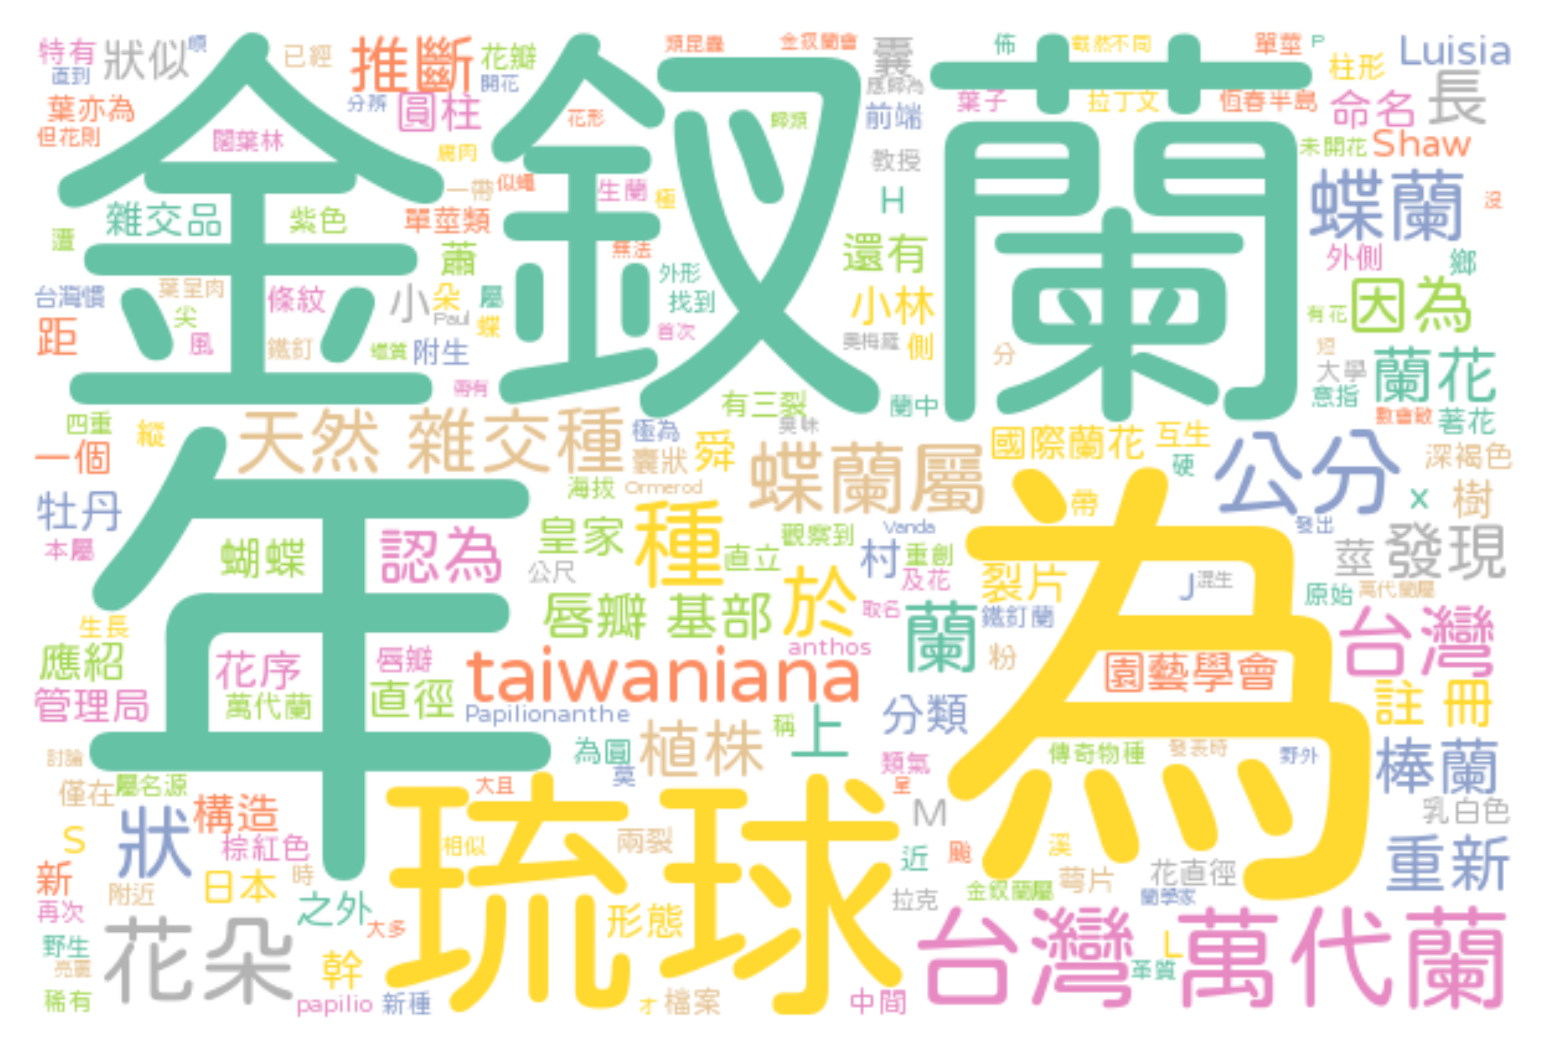 特有
狀似
順
已經
推斷
花瓣
類昆蟲
金釵蘭會
囊
佈
截然不同
單莖
P
Luisia
直到
開花
應歸為
柱形
葉亦為
分辨
圓柱
花形
歸類
前端
葉子
拉丁文
恆春半島
命名
長
但花則
闊葉林
教授
未開花
Shaw
金釵蘭
一帶
似蠅
生蘭
極
H
蝶蘭
沒
雜交品
紫色
單莖類
無法
還有
外側
鄉
蕭
外形
台灣慣
葉呈肉
條紋
小
朵
屬
找到
小林
有花
因為
尖
Paul
蝶
首次
距
風
鐵釘
蠟質
附生
奧梅羅
側
分
短
大學
蘭花
帶有
有三裂
蘭中
意指
四重
縱
天然 雜交種
極為
舜
臭味
國際蘭花
互生
數會致
著花
一個
囊狀
蝶蘭屬
硬
公分
深褐色
海拔
Ormerod
牡丹
年
種
帶
為
x
樹
皇家
觀察到
Vanda
發出
本屬
蝴蝶
認為
直立
村
重創
莖
發現
公尺
及花
裂片
J
混生
原始
萬代蘭屬
生長
唇瓣 基部
於
取名
蘭
鐵釘蘭
台灣
應紹
花序
唇瓣
taiwaniana
anthos
粉
園藝學會
管理局
萬代蘭
直徑
Papilionanthe
稱
上
分類
註 冊
討論
為圓
植株
傳奇物種
發表時
野外
棒蘭
僅在
屬名源
大且
類氣
狀
構造
M
乳白色
S
棕紅色
相似
兩裂
近
颱
溪
重新
新
附近
日本
時
琉球
萼片
花直徑
再次
之外
大多
形態
拉克
金釵蘭屬
蘭學家
野生
花朵
幹
台灣 萬代蘭
L
革質
稀有
papilio
新種
檔案
中間